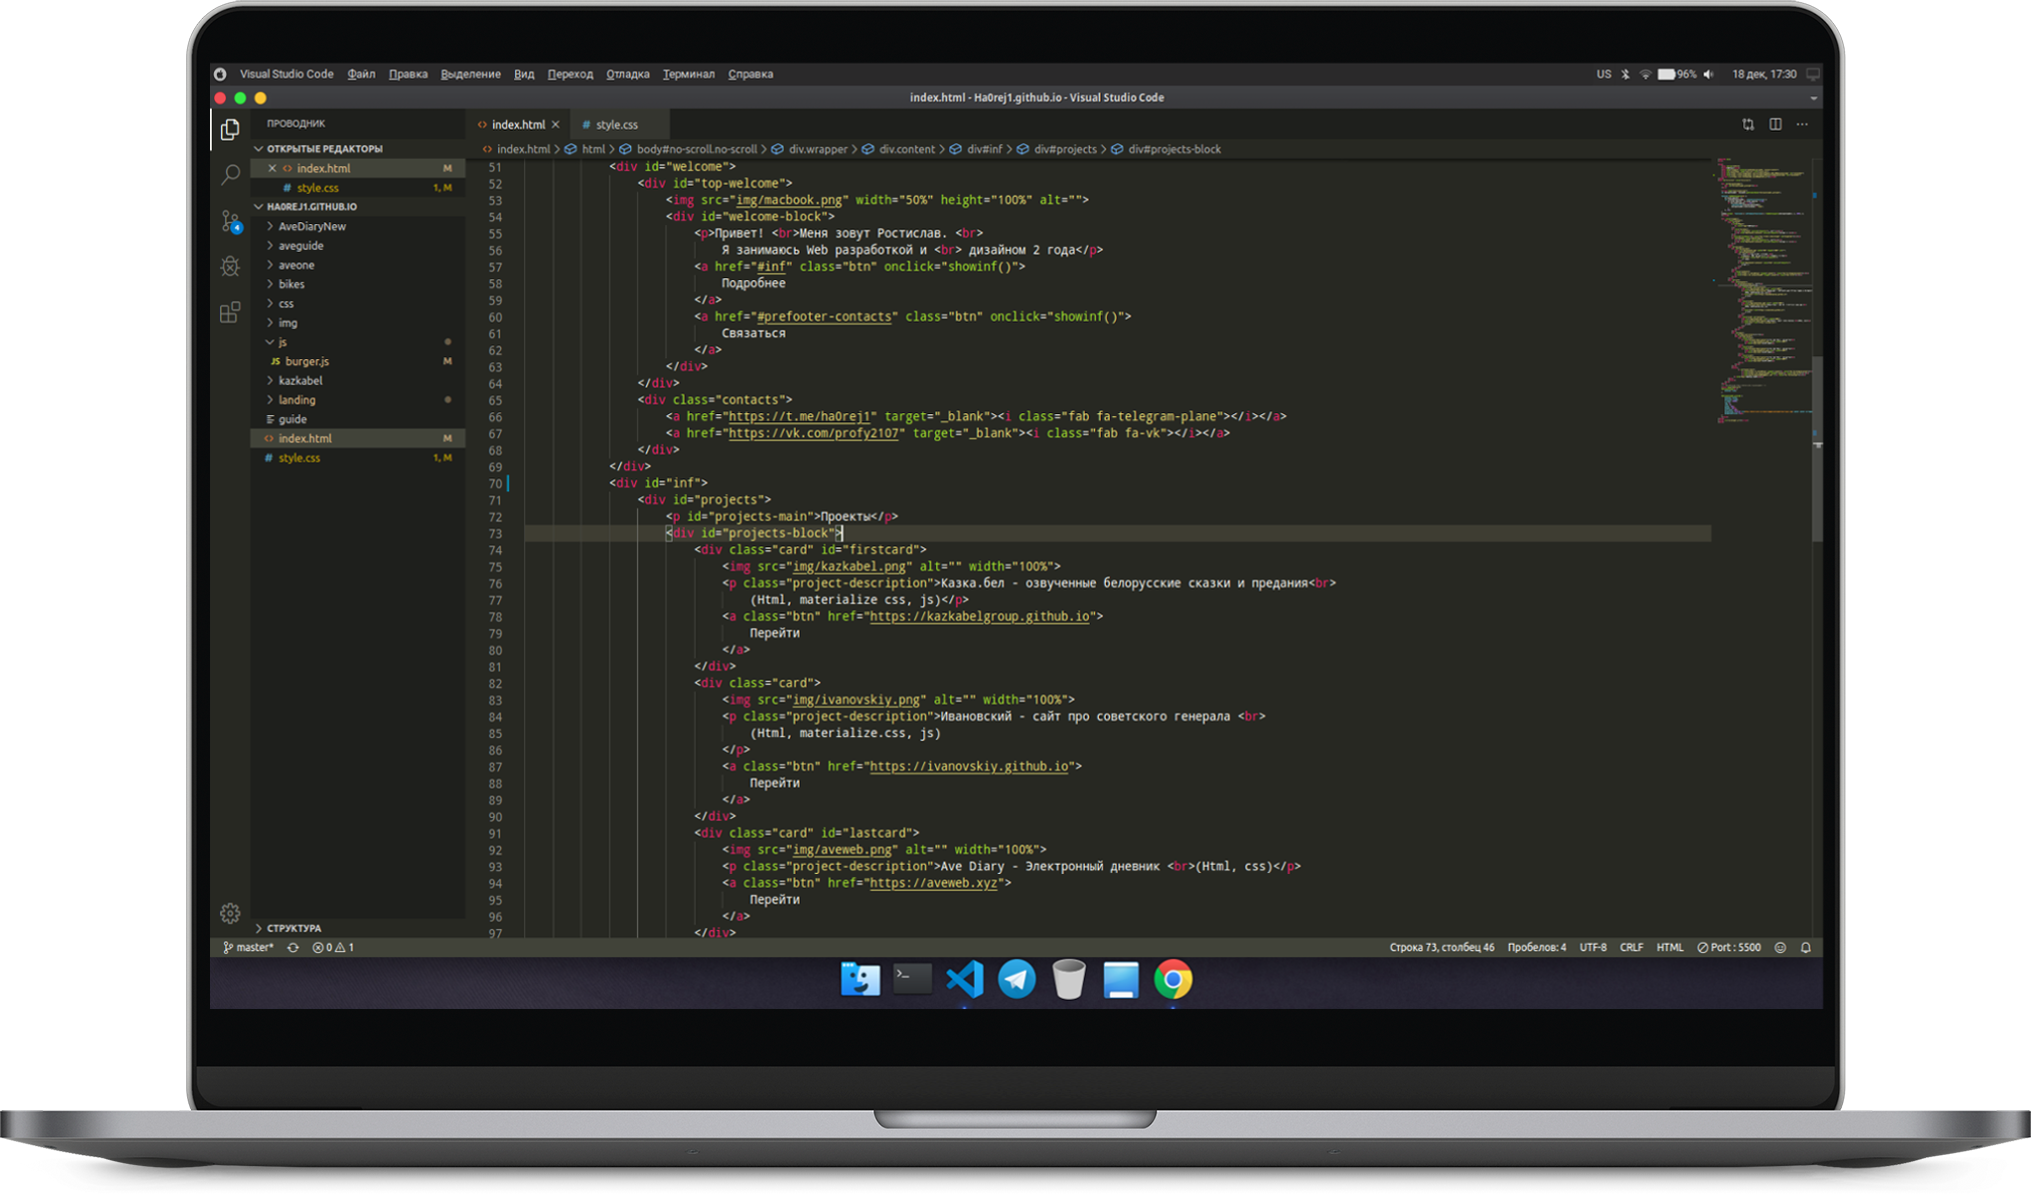 Visual Studio Code Файл Правка Выделение Вид Переход Отладка Терминал Справка US 96% 18 дек, 17:30
index.html - Ha0rej1.github.io - Visual Studio Code
ПРОВОДНИК
ОТКРЫТЫЕ РЕДАКТОРЫ
index.html M
# style.css 1, M
HA0REJ1.GITHUB.IO
AveDiaryNew
aveguide
aveone
bikes
css
img
js
JS burger.js M
kazkabel
landing
guide
index.html M
# style.css 1, M
СТРУКТУРА
4
index.html # style.css
index.html > html > body#no-scroll.no-scroll > div.wrapper > div.content > div#inf > div#projects > div#projects-block
51 <div id="welcome">
52 <div id="top-welcome">
53 <img src="img/macbook.png" width="50%" height="100%" alt="">
54 <div id="welcome-block">
55 <p>Привет! <br>Меня зовут Ростислав. <br>
56 Я занимаюсь Web разработкой и <br> дизайном 2 года</p>
57 <a href="#inf" class="btn" onclick="showinf()">
58 Подробнее
59 </a>
60 <a href="#prefooter-contacts" class="btn" onclick="showinf()">
61 Связаться
62 </a>
63 </div>
64 </div>
65 <div class="contacts">
66 <a href="https://t.me/ha0rej1" target="_blank"><i class="fab fa-telegram-plane"></i></a>
67 <a href="https://vk.com/profy2107" target="_blank"><i class="fab fa-vk"></i></a>
68 </div>
69 </div>
70 <div id="inf">
71 <div id="projects">
72 <p id="projects-main">Проекты</p>
73 <div id="projects-block">
74 <div class="card" id="firstcard">
75 <img src="img/kazkabel.png" alt="" width="100%">
76 <p class="project-description">Казка.бел - озвученные белорусские сказки и предания<br>
77 (Html, materialize css, js)</p>
78 <a class="btn" href="https://kazkabelgroup.github.io">
79 Перейти
80 </a>
81 </div>
82 <div class="card">
83 <img src="img/ivanovskiy.png" alt="" width="100%">
84 <p class="project-description">Ивановский - сайт про советского генерала <br>
85 (Html, materialize.css, js)
86 </p>
87 <a class="btn" href="https://ivanovskiy.github.io">
88 Перейти
89 </a>
90 </div>
91 <div class="card" id="lastcard">
92 <img src="img/aveweb.png" alt="" width="100%">
93 <p class="project-description">Ave Diary - Электронный дневник <br>(Html, css)</p>
94 <a class="btn" href="https://aveweb.xyz">
95 Перейти
96 </a>
97 </div>
master* 0 1 Строка 73, столбец 46 Пробелов: 4 UTF-8 CRLF HTML Port : 5500